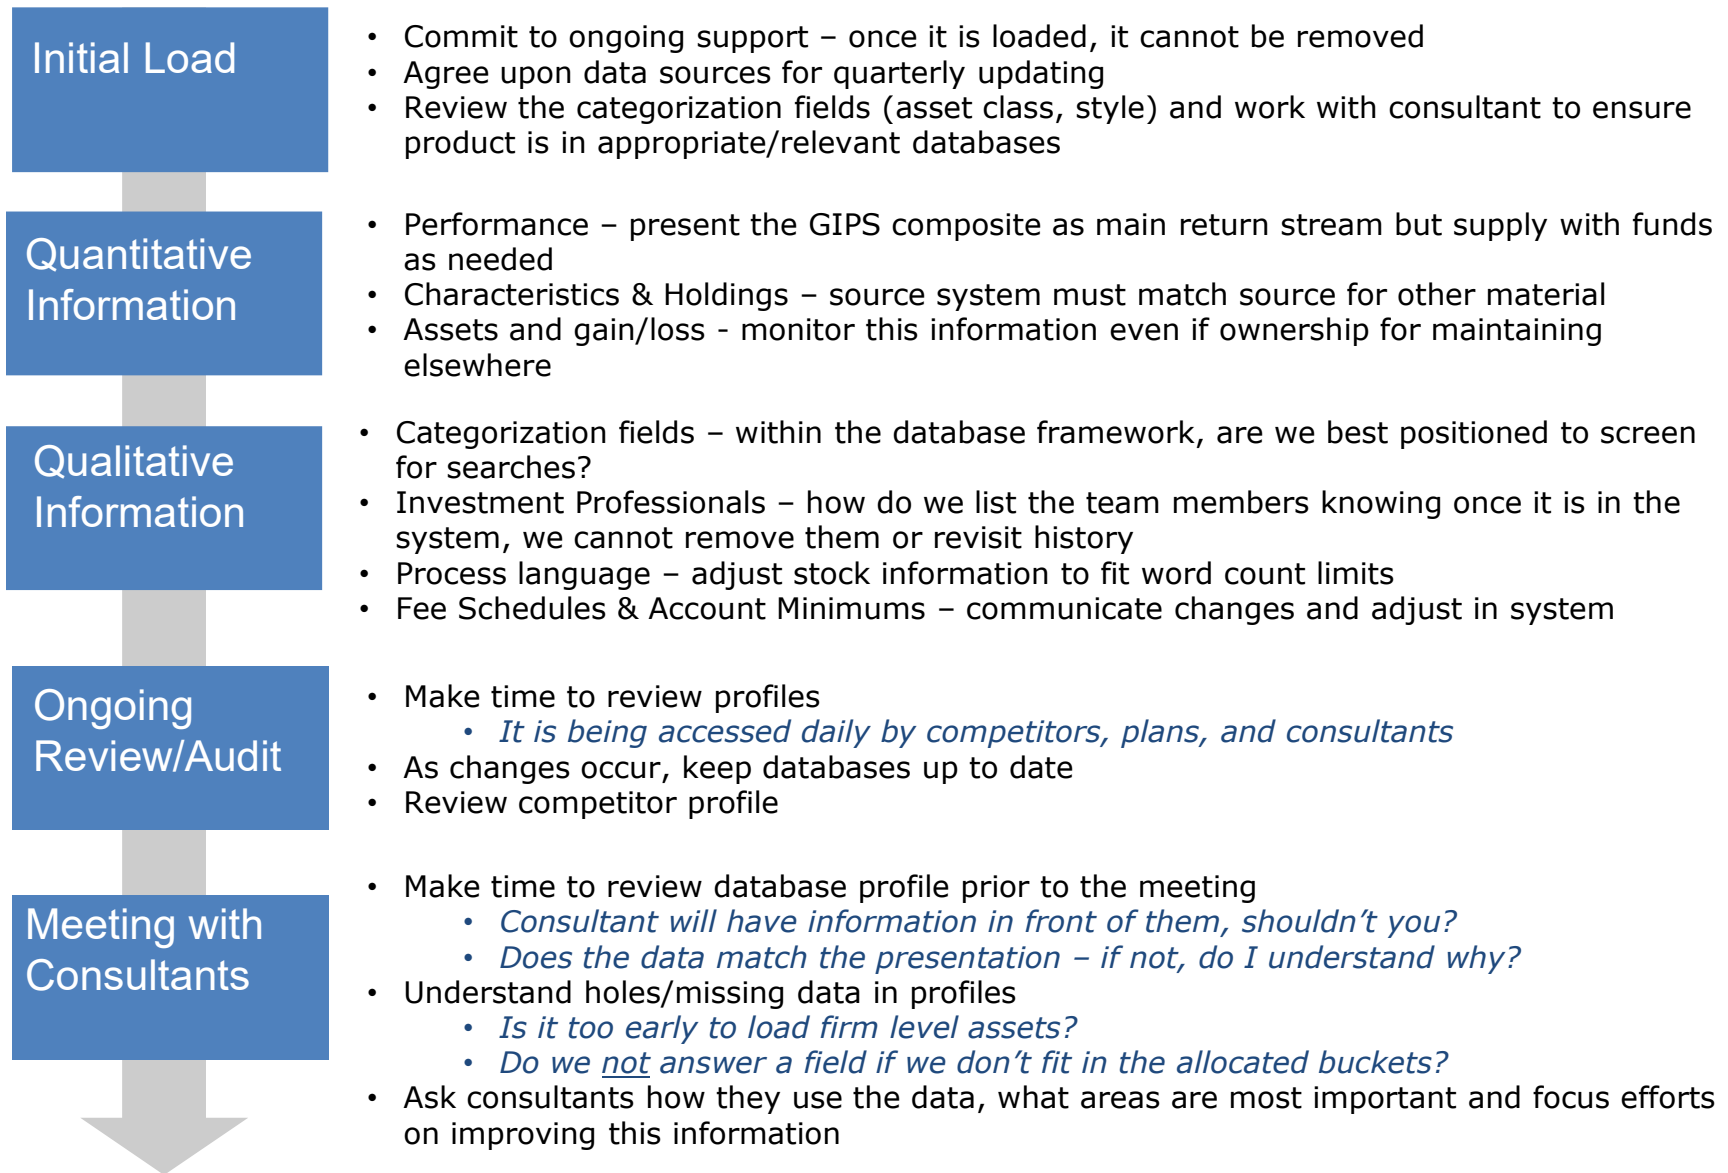 Initial Load
• Commit to ongoing support – once it is loaded, it cannot be removed
• Agree upon data sources for quarterly updating
• Review the categorization fields (asset class, style) and work with consultant to ensure
product is in appropriate/relevant databases
Quantitative
Information
• Performance – present the GIPS composite as main return stream but supply with funds
as needed
• Characteristics & Holdings – source system must match source for other material
• Assets and gain/loss - monitor this information even if ownership for maintaining
elsewhere
Qualitative
Information
• Categorization fields – within the database framework, are we best positioned to screen
for searches?
• Investment Professionals – how do we list the team members knowing once it is in the
system, we cannot remove them or revisit history
• Process language – adjust stock information to fit word count limits
• Fee Schedules & Account Minimums – communicate changes and adjust in system
Ongoing
Review/Audit
• Make time to review profiles
• It is being accessed daily by competitors, plans, and consultants
• As changes occur, keep databases up to date
• Review competitor profile
Meeting with
Consultants
• Make time to review database profile prior to the meeting
• Consultant will have information in front of them, shouldn’t you?
• Does the data match the presentation – if not, do I understand why?
• Understand holes/missing data in profiles
• Is it too early to load firm level assets?
• Do we not answer a field if we don’t fit in the allocated buckets?
• Ask consultants how they use the data, what areas are most important and focus efforts
on improving this information